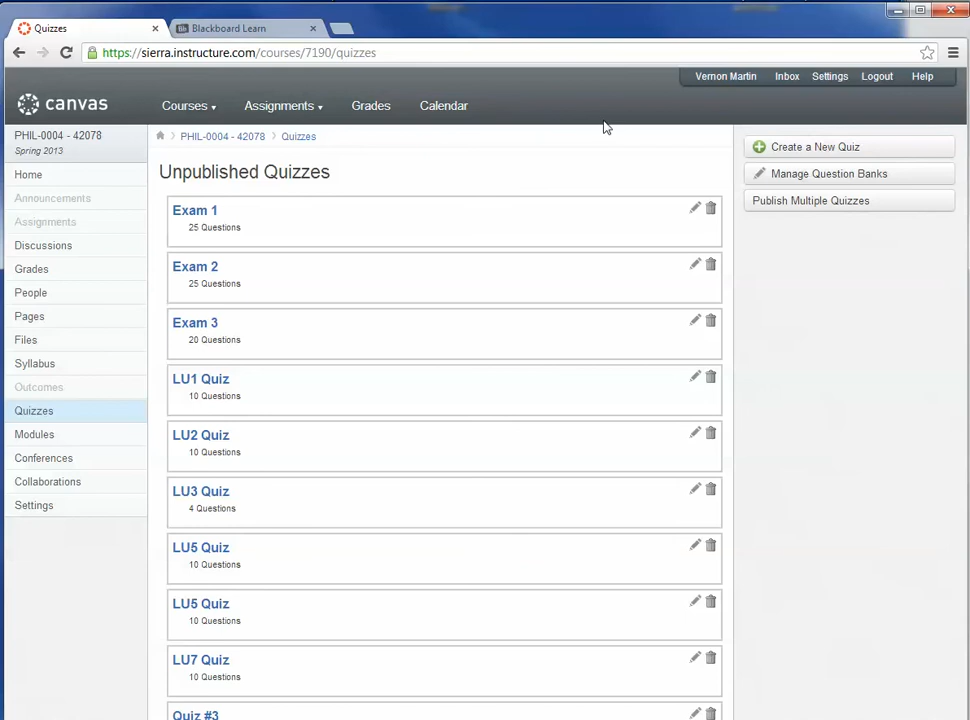 Quizzes
Blackboard Learn
https://sierra.instructure.com/courses/7190/quizzes
Vernon Martin Inbox Settings Logout Help
canvas
Courses Assignments Grades Calendar
PHIL-0004 - 42078
Spring 2013
PHIL-0004 - 42078 Quizzes
Home
Announcements
Assignments
Discussions
Grades
People
Pages
Files
Syllabus
Outcomes
Quizzes
Modules
Conferences
Collaborations
Settings
Unpublished Quizzes
Exam 1
25 Questions
Exam 2
25 Questions
Exam 3
20 Questions
LU1 Quiz
10 Questions
LU2 Quiz
10 Questions
LU3 Quiz
4 Questions
LU5 Quiz
10 Questions
LU5 Quiz
10 Questions
LU7 Quiz
10 Questions
Quiz #3
Create a New Quiz
Manage Question Banks
Publish Multiple Quizzes